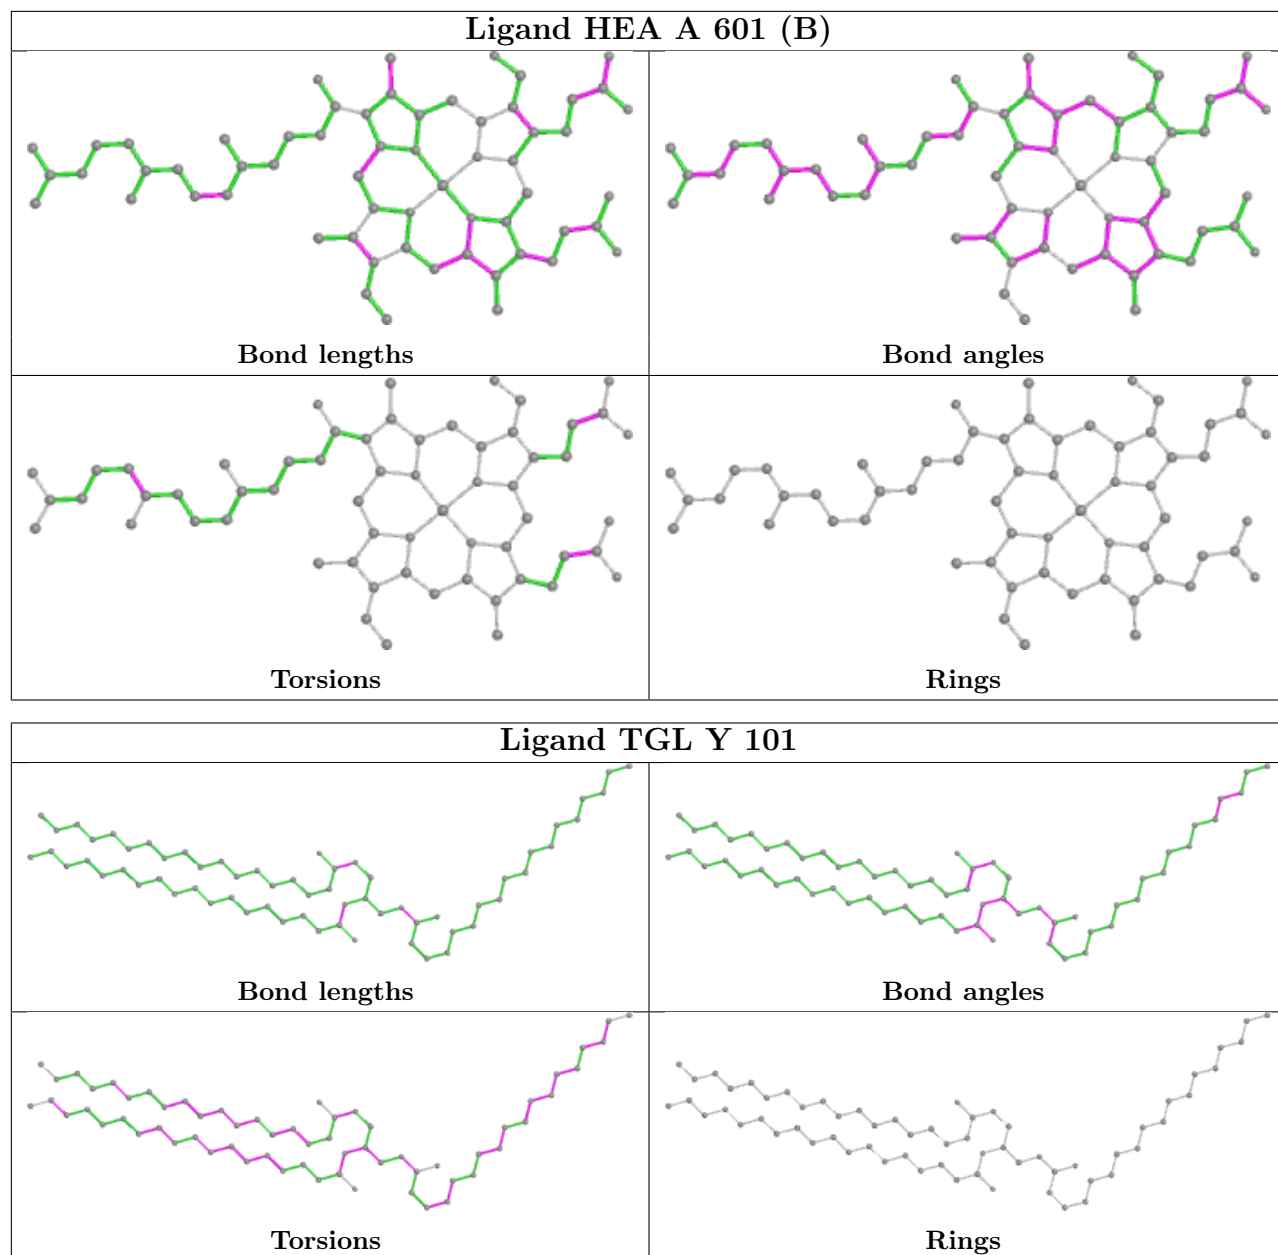 Ligand HEA A 601 (B)
Bond lengths
Bond angles
Torsions
Rings
Ligand TGL Y 101
Bond lengths
Bond angles
Torsions
Rings